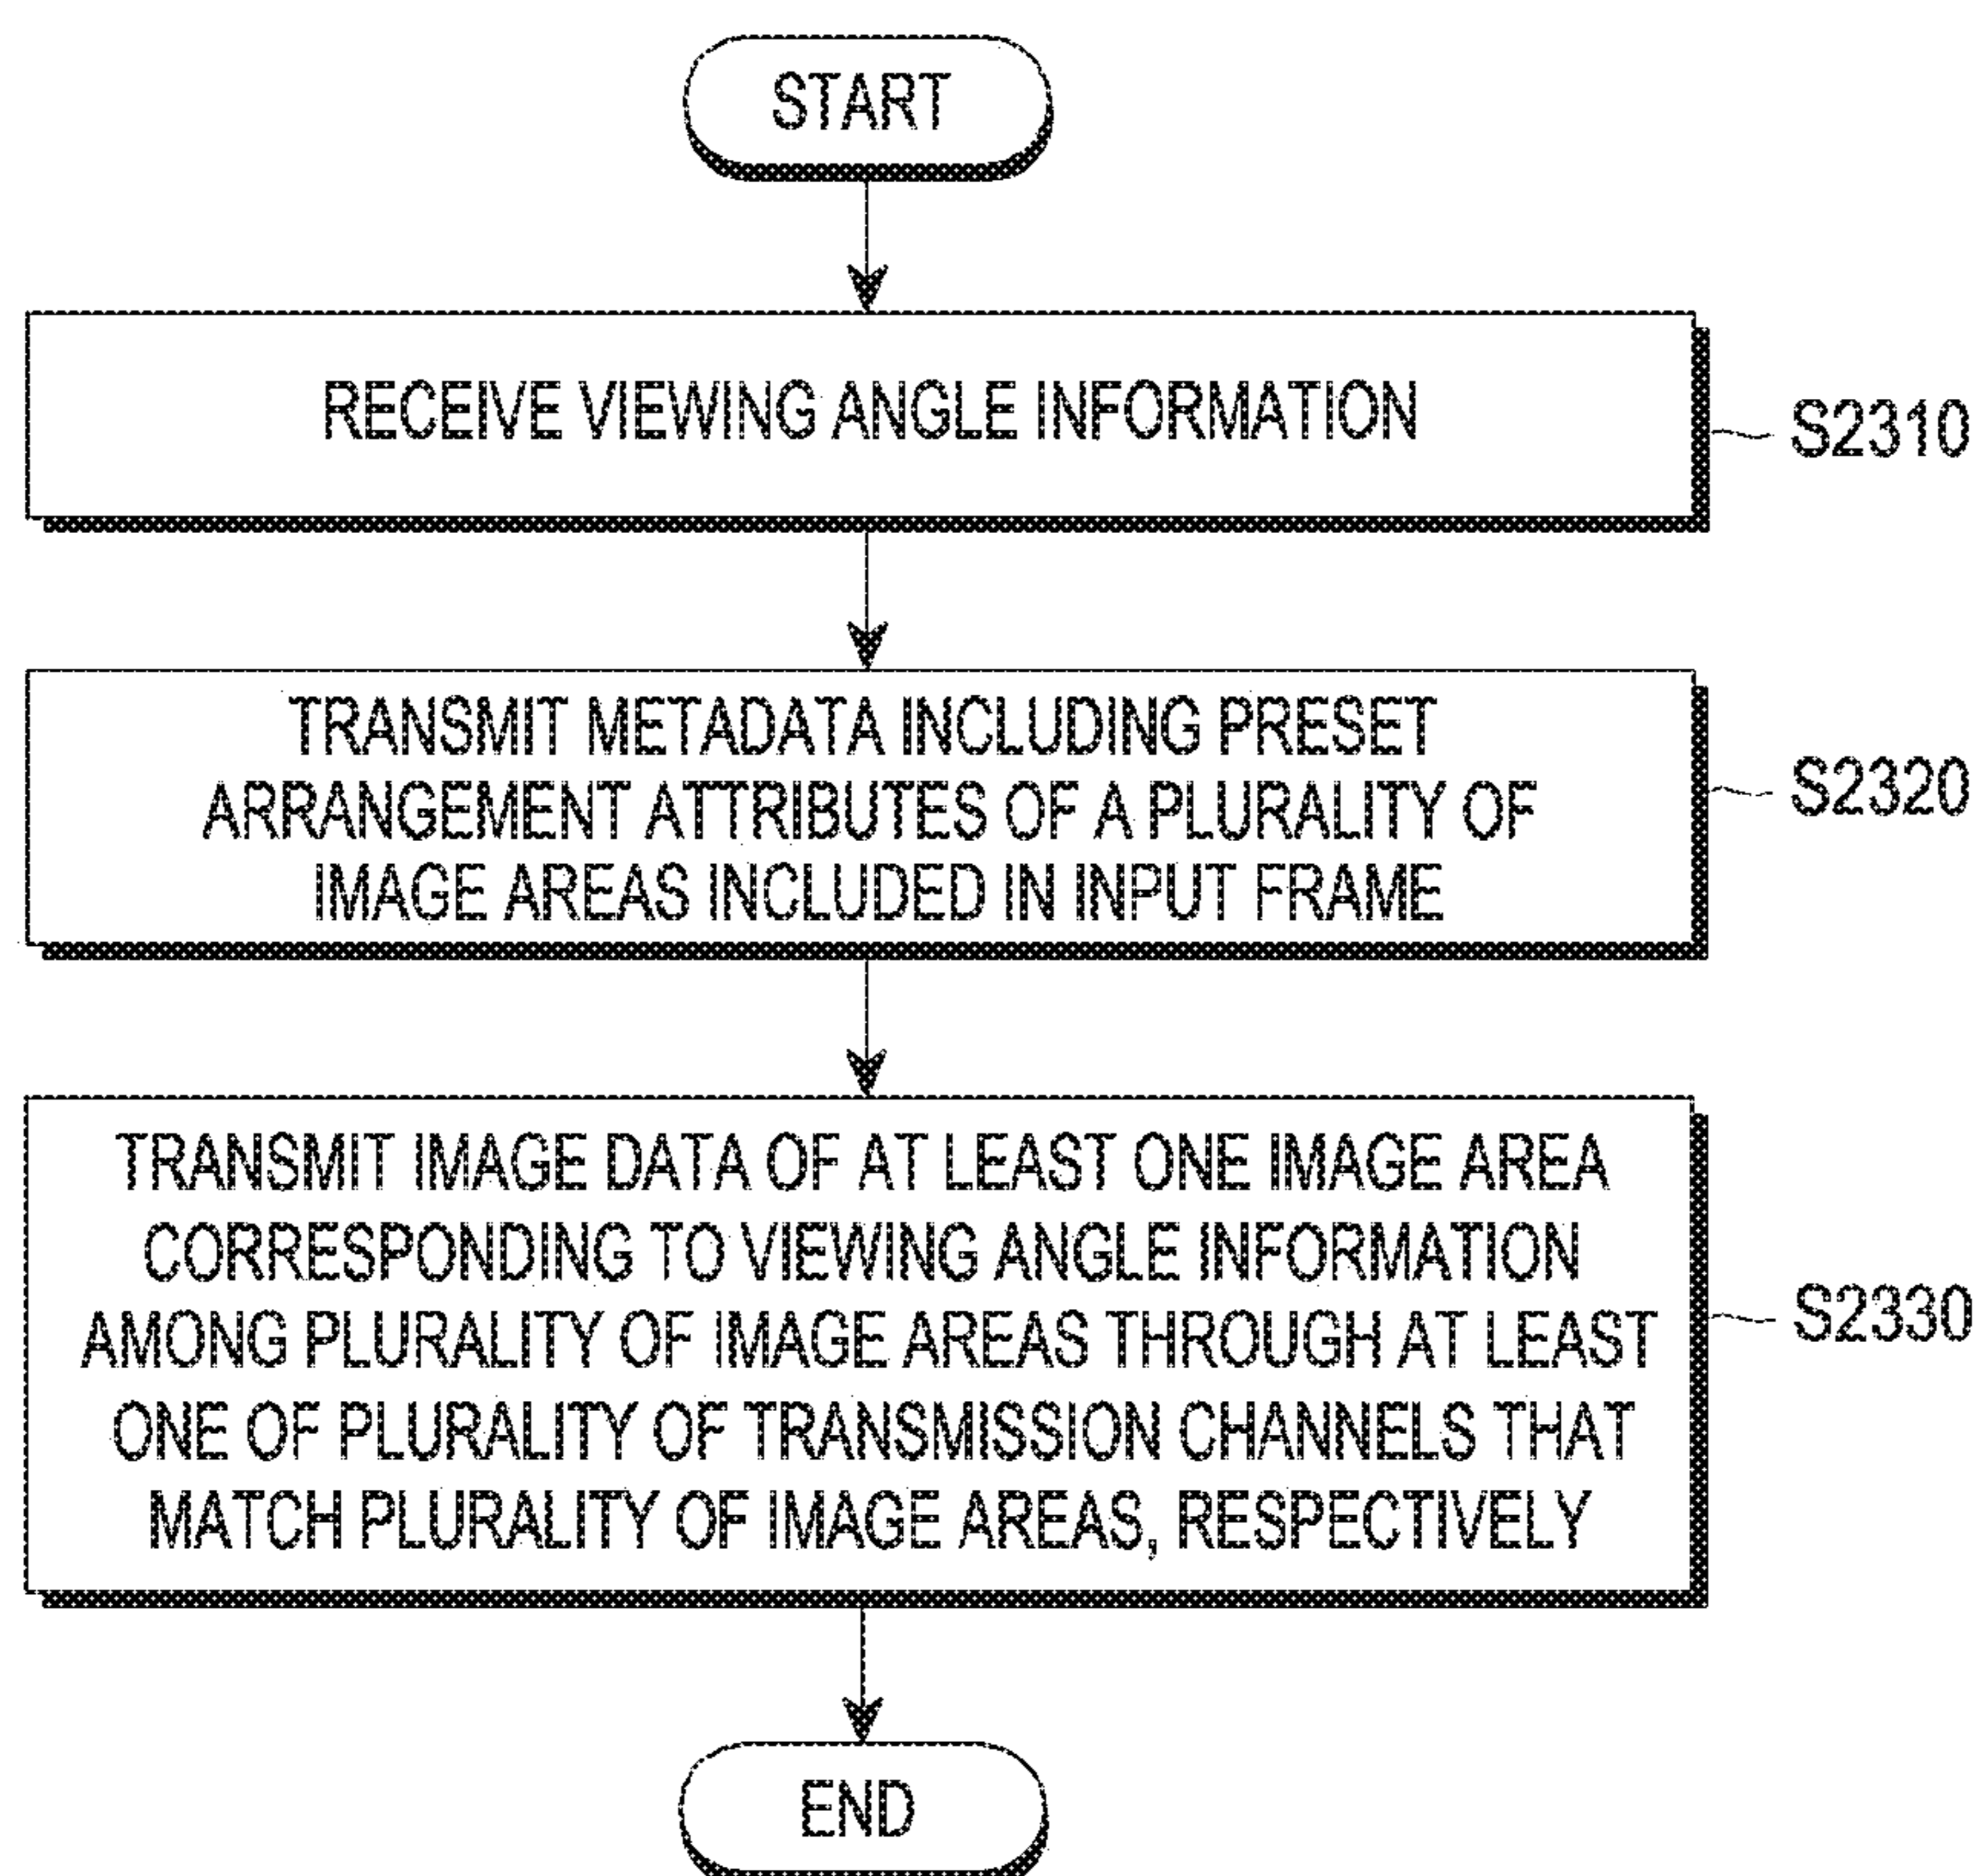 START
RECEIVE VIEWING ANGLE INFORMATION
S2310
TRANSMIT METADATA INCLUDING PRESET
ARRANGEMENT ATTRIBUTES OF A PLURALITY OF
IMAGE AREAS INCLUDED IN INPUT FRAME
S2320
TRANSMIT IMAGE DATA OF AT LEAST ONE IMAGE AREA
CORRESPONDING TO VIEWING ANGLE INFORMATION
AMONG PLURALITY OF IMAGE AREAS THROUGH AT LEAST
ONE OF PLURALITY OF TRANSMISSION CHANNELS THAT
MATCH PLURALITY OF IMAGE AREAS, RESPECTIVELY
S2330
END